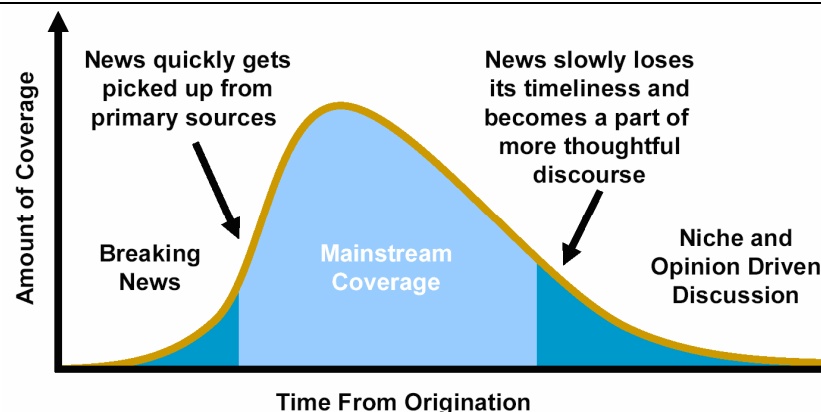 News quickly gets
picked up from
primary sources
News slowly loses
its timeliness and
becomes a part of
more thoughtful
discourse
Amount of Coverage
Breaking
News
Mainstream
Coverage
Niche and
Opinion Driven
Discussion
Time From Origination